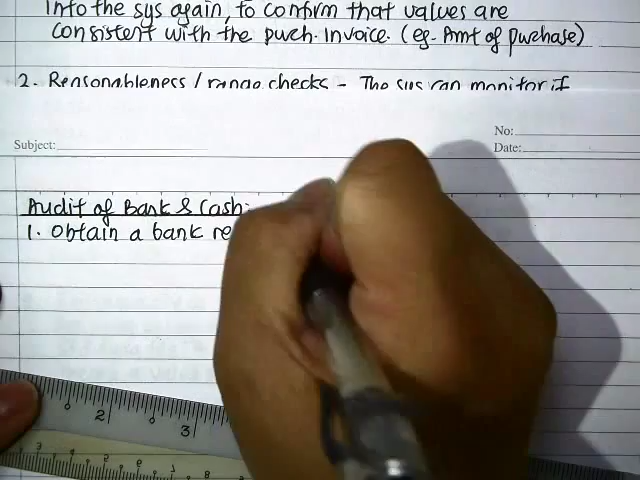 into the sys again, to confirm that values are
consistent with the purch. invoice. (eg. Amt of purchase)
2. Reasonableness / range checks - The sys can monitor if
No:
Subject: Date:
Audit of Bank & Cash:
1. Obtain a bank re
2 3